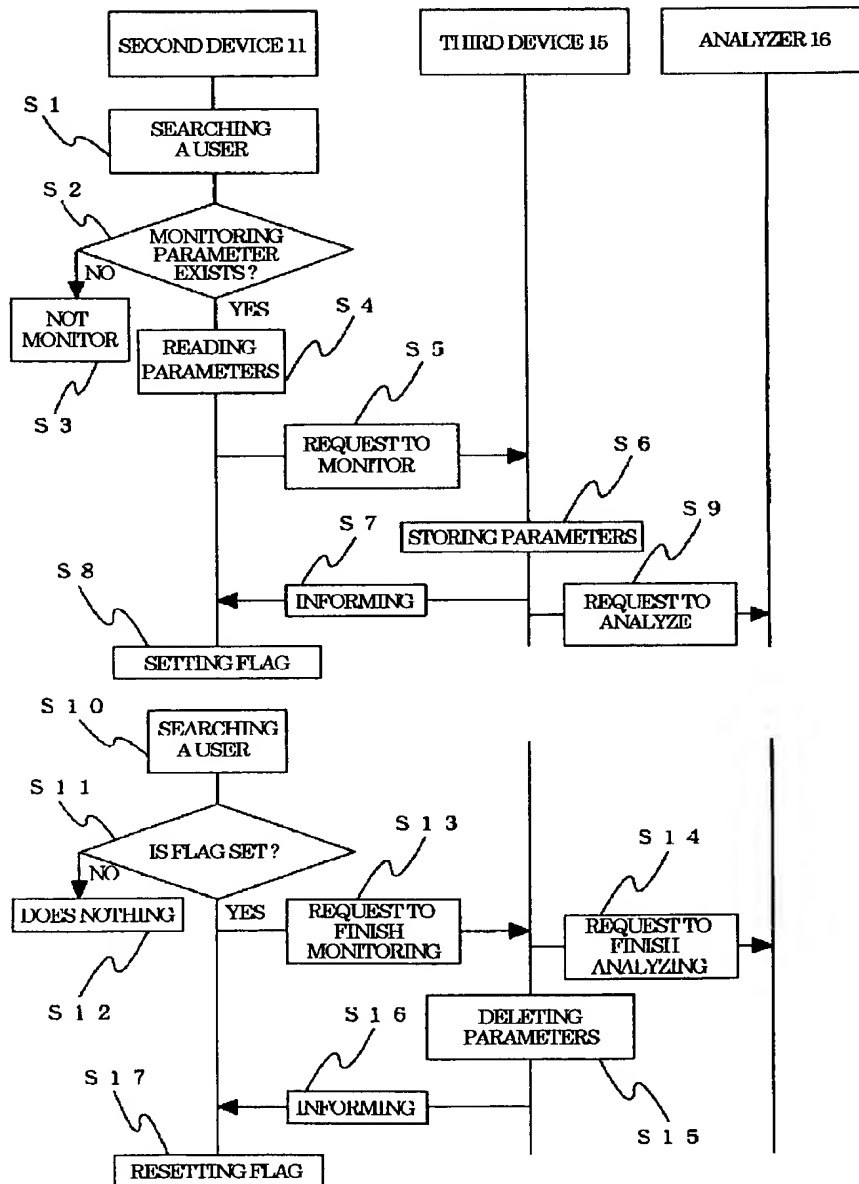 SECOND DEVICE 11
THIRD DEVICE 15
ANALYZER 16
S 1
SEARCHING
A USER
S 2
MONITORING
PARAMETER
EXISTS ?
NO
YES
NOT
MONITOR
S 3
READING
PARAMETERS
S 4
S 5
REQUEST TO
MONITOR
S 6
STORING PARAMETERS
S 7
INFORMING
S 9
REQUEST TO
ANALYZE
S 8
SETTING FLAG
S 1 0
SEARCHING
A USER
S 1 1
IS FLAG SET ?
NO
YES
DOES NOTHING
S 1 2
S 1 3
REQUEST TO
FINISH
MONITORING
S 1 4
REQUEST TO
FINISH
ANALYZING
DELETING
PARAMETERS
S 1 5
S 1 6
INFORMING
S 1 7
RESETTING FLAG